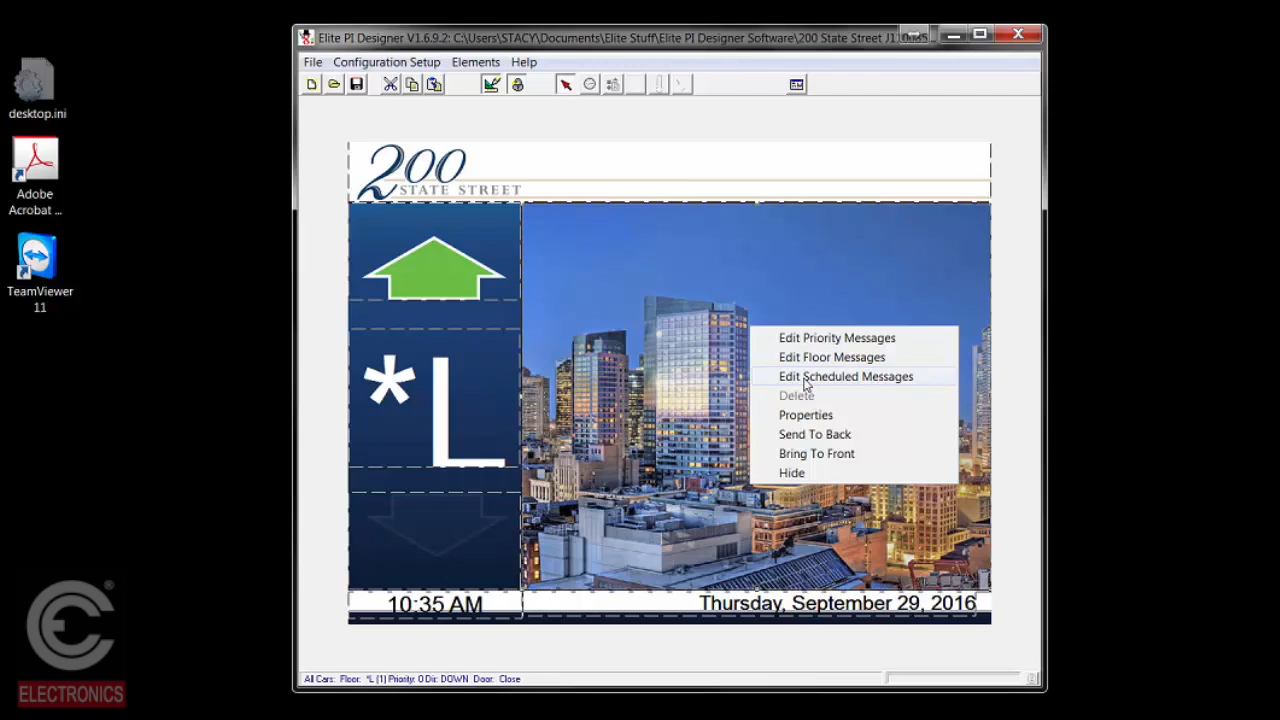 desktop.ini
Adobe
Acrobat ...
TeamViewer
11
CE
®
ELECTRONICS
Elite PI Designer V1.6.9.2: C:\Users\STACY\Documents\Elite Stuff\Elite PI Designer Software\200 State Street
File Configuration Setup Elements Help
200
STATE STREET
*L
Edit Priority Messages
Edit Floor Messages
Edit Scheduled Messages
Delete
Properties
Send To Back
Bring To Front
Hide
10:35 AM
Thursday, September 29, 2016
All Cars: Floor: *L [1] Priority: 0 Dir: DOWN Door: Close